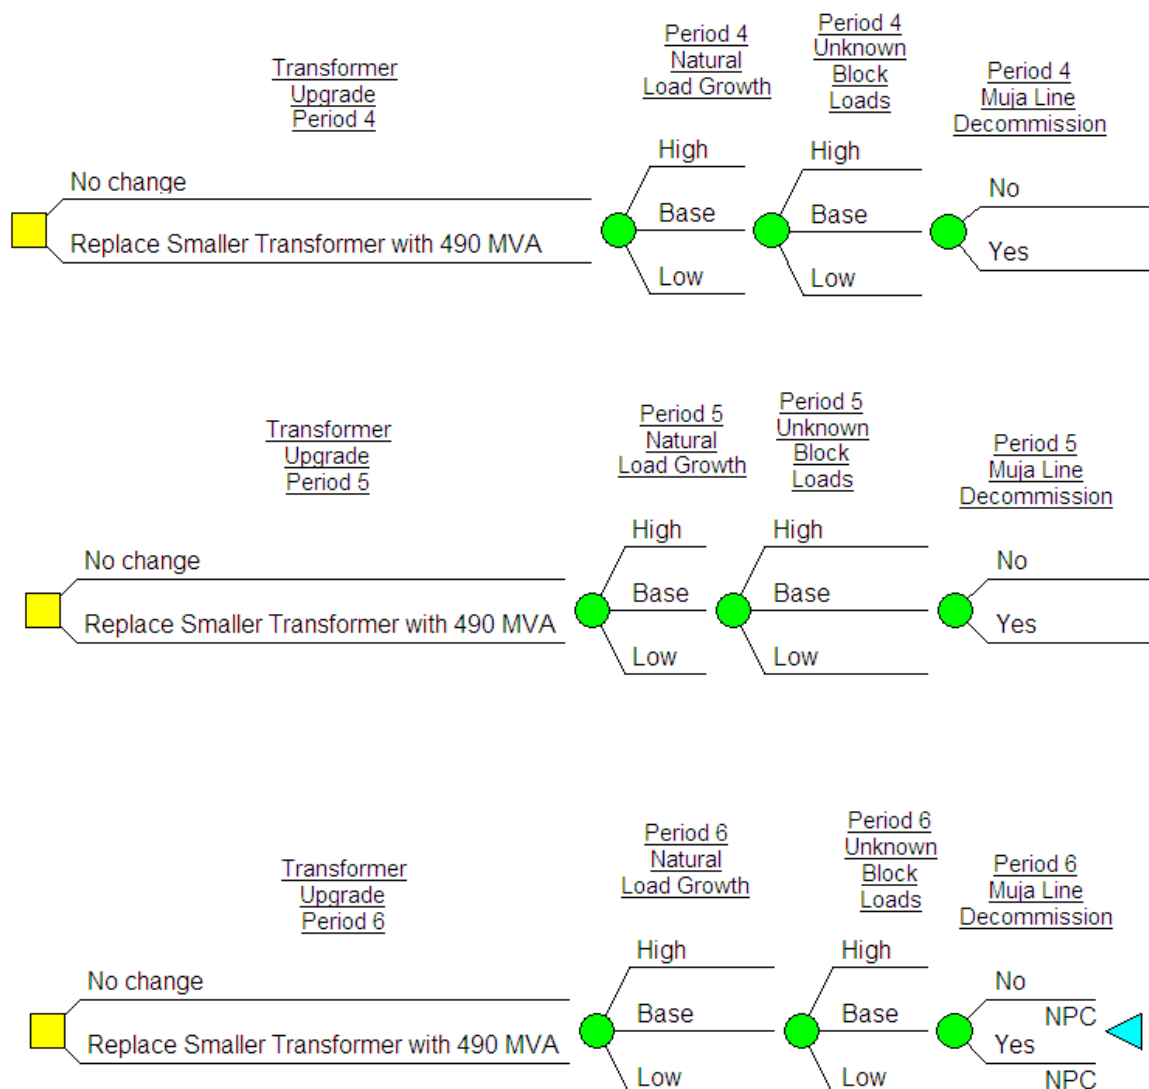 Transformer
Upgrade
Period 4
Period 4
Natural
Load Growth
Period 4
Unknown
Block
Loads
Period 4
Muja Line
Decommission
No change
Replace Smaller Transformer with 490 MVA
High
Base
Low
High
Base
Low
No
Yes
Transformer
Upgrade
Period 5
Period 5
Natural
Load Growth
Period 5
Unknown
Block
Loads
Period 5
Muja Line
Decommission
No change
Replace Smaller Transformer with 490 MVA
High
Base
Low
High
Base
Low
No
Yes
Transformer
Upgrade
Period 6
Period 6
Natural
Load Growth
Period 6
Unknown
Block
Loads
Period 6
Muja Line
Decommission
No change
Replace Smaller Transformer with 490 MVA
High
Base
Low
High
Base
Low
No
NPC
Yes
NPC